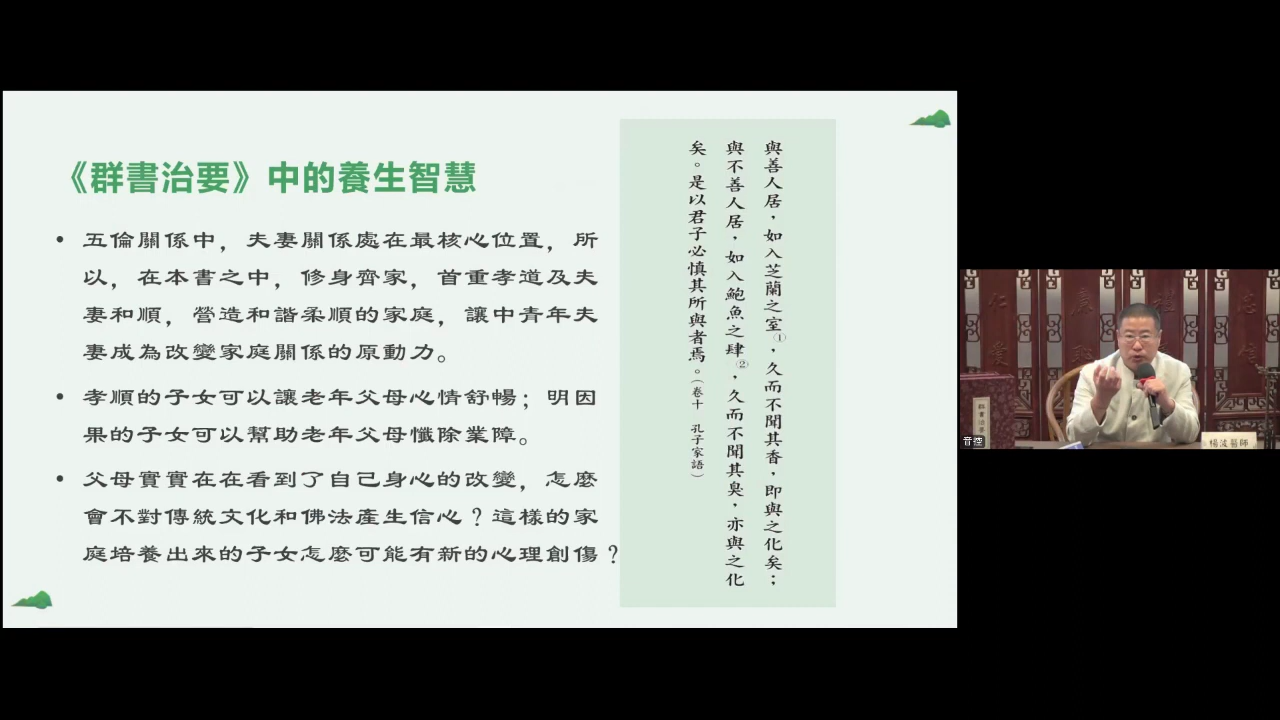 《群書治要》中的養生智慧
• 五倫關係中，夫妻關係處在最核心位置，所
以，在本書之中，修身齊家，首重孝道及夫
妻和順，營造和諧柔順的家庭，讓中青年夫
妻成為改變家庭關係的原動力。
• 孝順的子女可以讓老年父母心情舒暢；明因
果的子女可以幫助老年父母懺除業障。
• 父母實實在在看到了自己身心的改變，怎麼
會不對傳統文化和佛法產生信心？這樣的家
庭培養出來的子女怎麼可能有新的心理創傷？
與善人居，如入芝蘭之室①，久而不聞其香，即與之化矣；
與不善人居，如入鮑魚之肆②，久而不聞其臭，亦與之化
矣。是以君子必慎其所與者焉。（卷十　孔子家語）
仁
愛
忠
信
群書治要
音控
楊波醫師